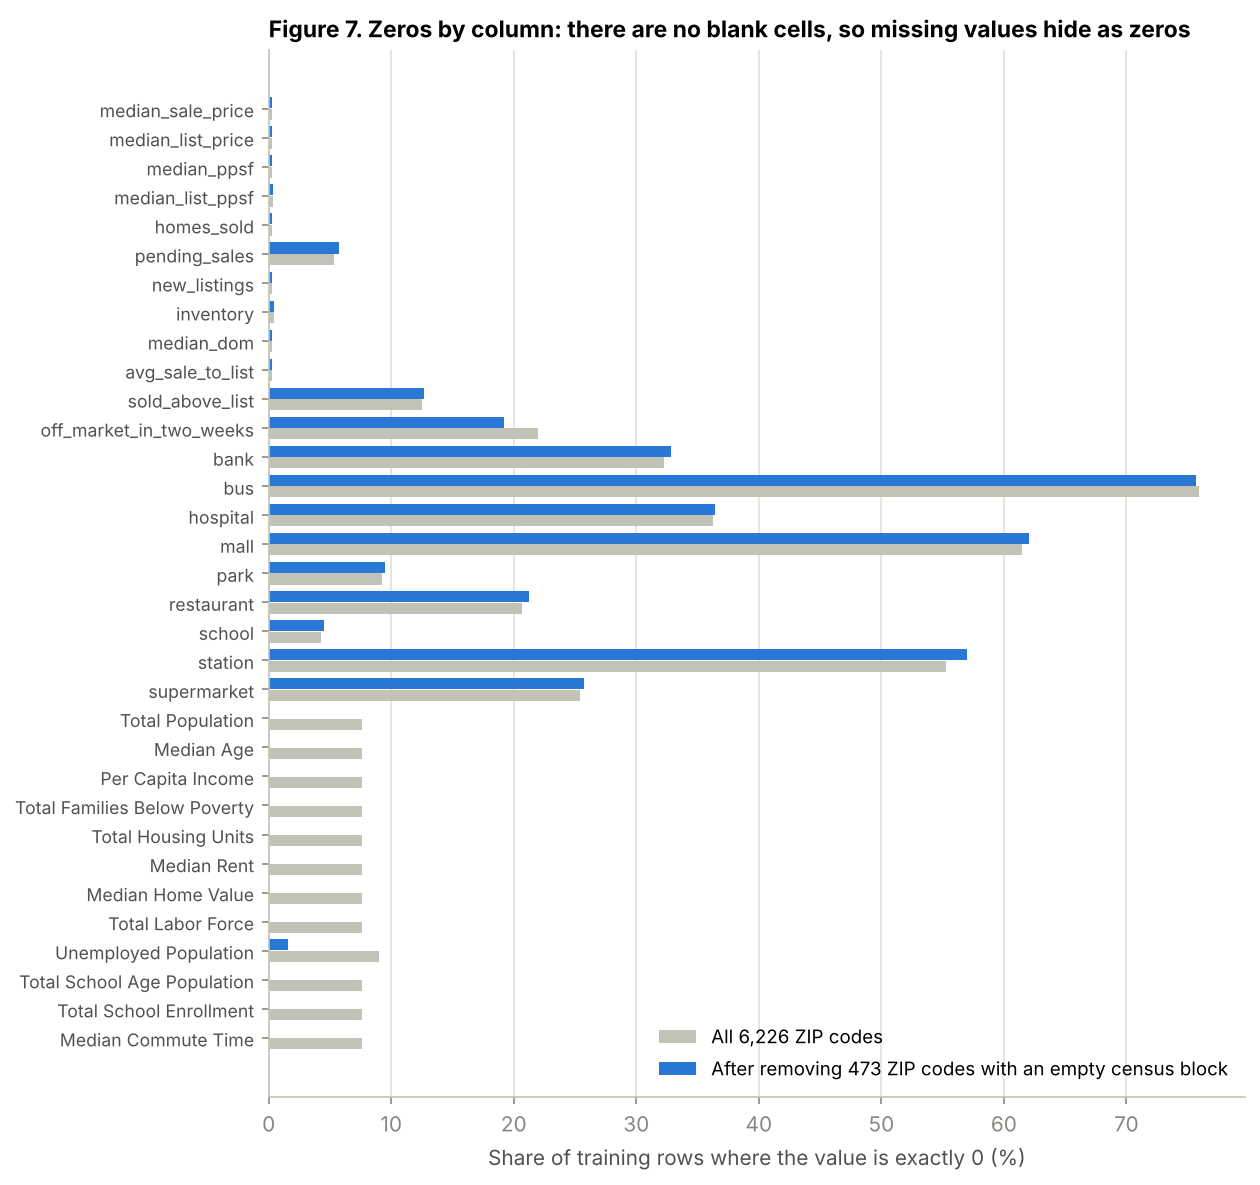 Figure 7. Zeros by column: there are no blank cells, so missing values hide as zeros
median_sale_price
median_list_price
median_ppsf
median_list_ppsf
homes_sold
pending_sales
new_listings
inventory
median_dom
avg_sale_to_list
sold_above_list
off_market_in_two_weeks
bank
bus
hospital
mall
park
restaurant
school
station
supermarket
Total Population
Median Age
Per Capita Income
Total Families Below Poverty
Total Housing Units
Median Rent
Median Home Value
Total Labor Force
Unemployed Population
Total School Age Population
Total School Enrollment
Median Commute Time
All 6,226 ZIP codes
After removing 473 ZIP codes with an empty census block
0 10 20 30 40 50 60 70
Share of training rows where the value is exactly 0 (%)